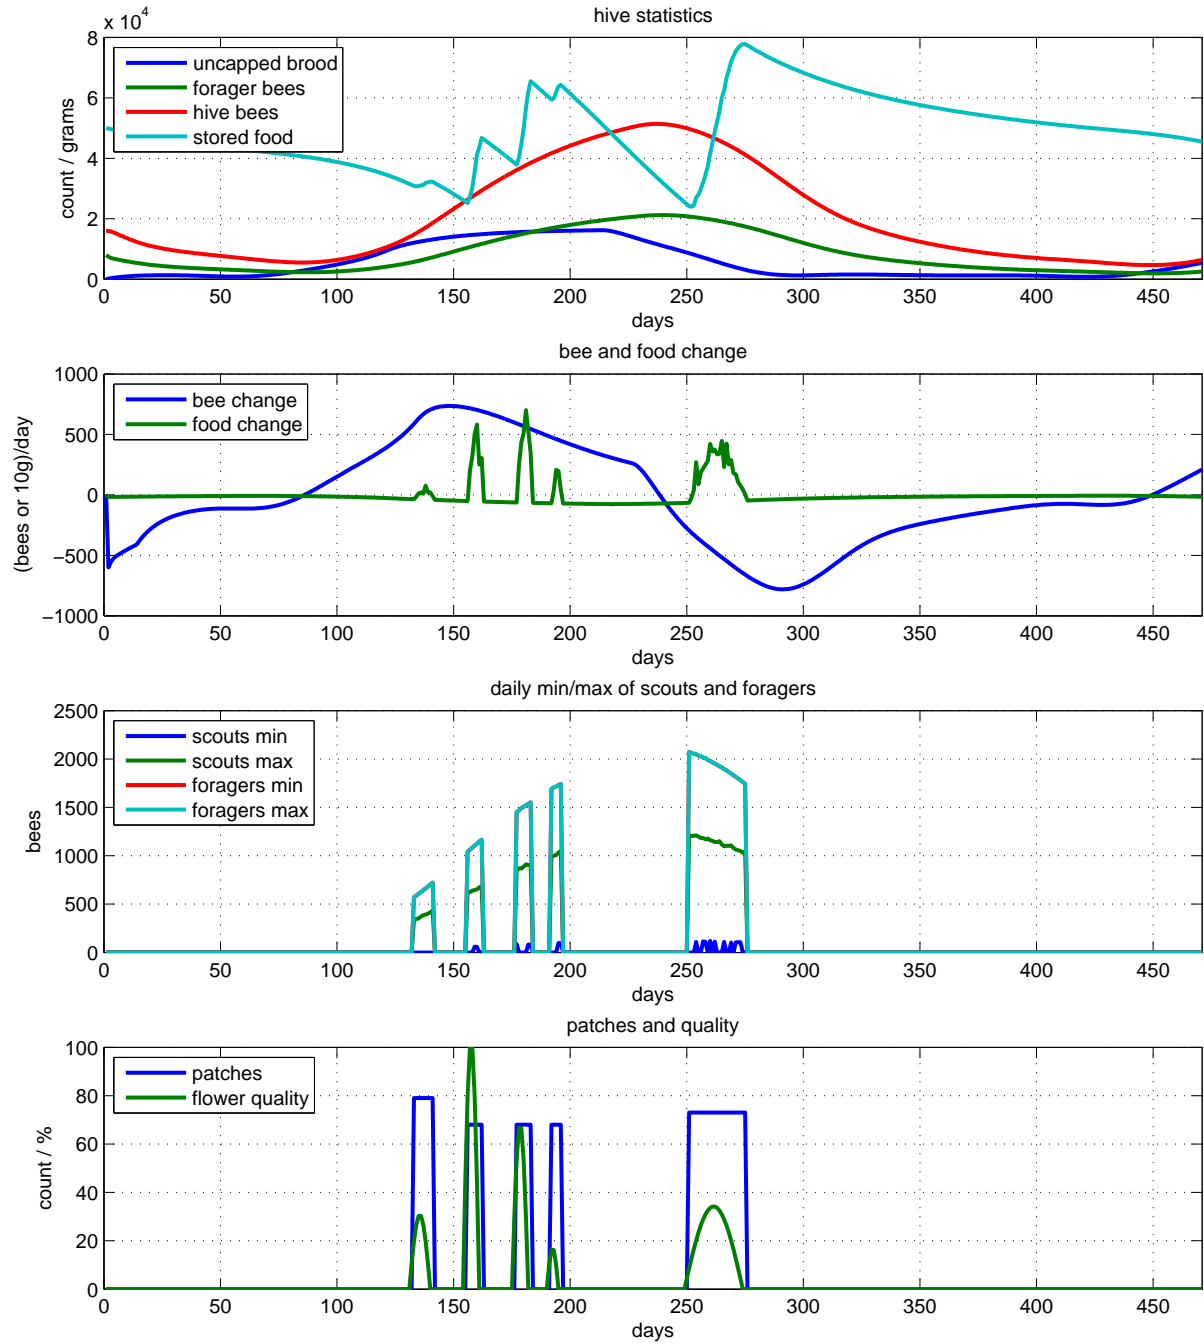 x 10^4
hive statistics
80
60
40
20
0
count / grams
uncapped brood
forager bees
hive bees
stored food
0 50 100 150 200 250 300 350 400 450
days
bee and food change
1000
500
0
−500
−1000
(bees or 10g)/day
bee change
food change
0 50 100 150 200 250 300 350 400 450
days
daily min/max of scouts and foragers
2500
2000
1500
1000
500
0
bees
scouts min
scouts max
foragers min
foragers max
0 50 100 150 200 250 300 350 400 450
days
patches and quality
100
80
60
40
20
0
count / %
patches
flower quality
0 50 100 150 200 250 300 350 400 450
days